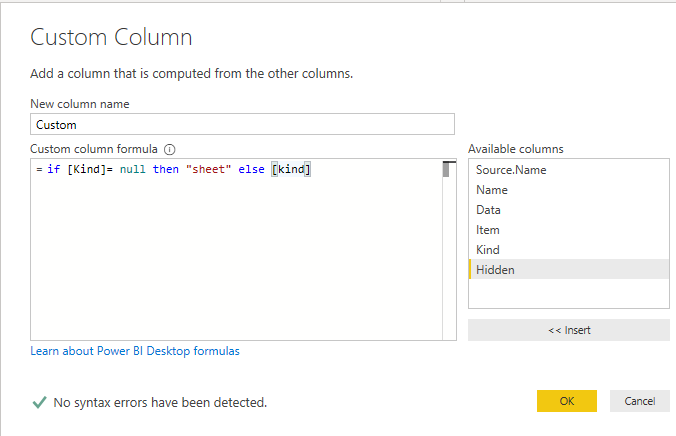 Custom Column
Add a column that is computed from the other columns.
New column name
Custom
Custom column formula
Available columns
= if [Kind]= null then "sheet" else [kind]
Source.Name
Name
Data
Item
Kind
Hidden
<< Insert
Learn about Power BI Desktop formulas
No syntax errors have been detected.
OK
Cancel